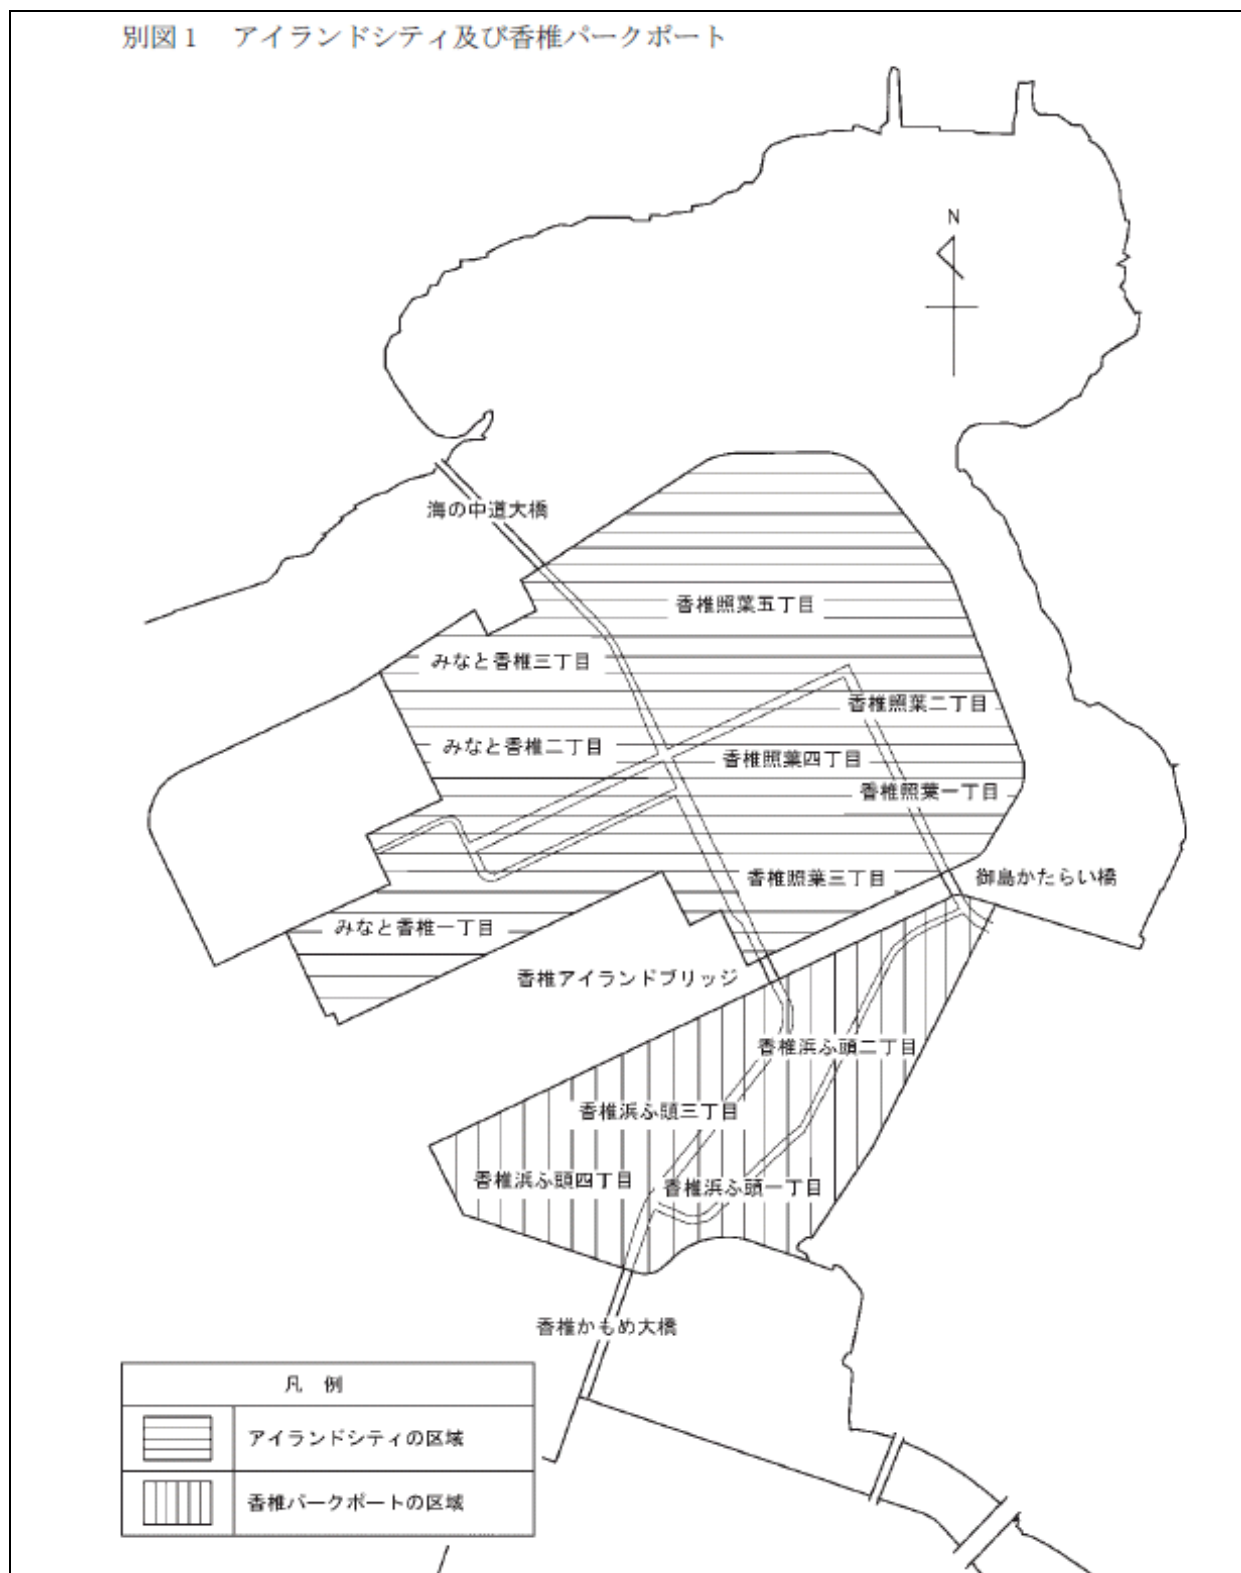 別図1 アイランドシティ及び香椎パークポート
N
海の中道大橋
香椎照葉五丁目
みなと香椎三丁目
香椎照葉二丁目
みなと香椎二丁目
香椎照葉四丁目
香椎照葉一丁目
香椎照葉三丁目
御島かたらい橋
みなと香椎一丁目
香椎アイランドブリッジ
香椎浜ふ頭二丁目
香椎浜ふ頭三丁目
香椎浜ふ頭四丁目
香椎浜ふ頭一丁目
香椎かもめ大橋
凡 例
アイランドシティの区域
香椎パークポートの区域